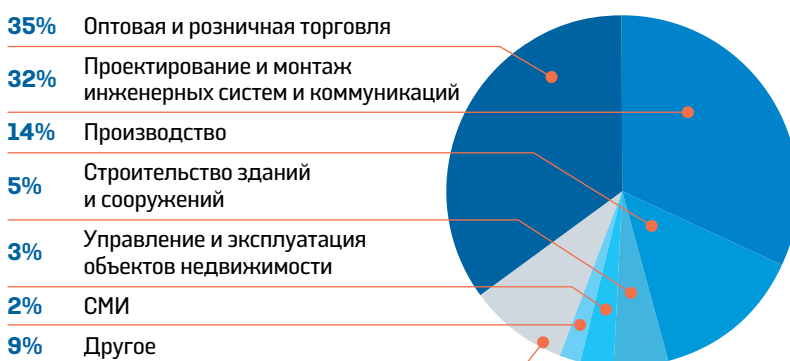 35% Оптовая и розничная торговля
32% Проектирование и монтаж
инженерных систем и коммуникаций
14% Производство
5% Строительство зданий
и сооружений
3% Управление и эксплуатация
объектов недвижимости
2% СМИ
9% Другое